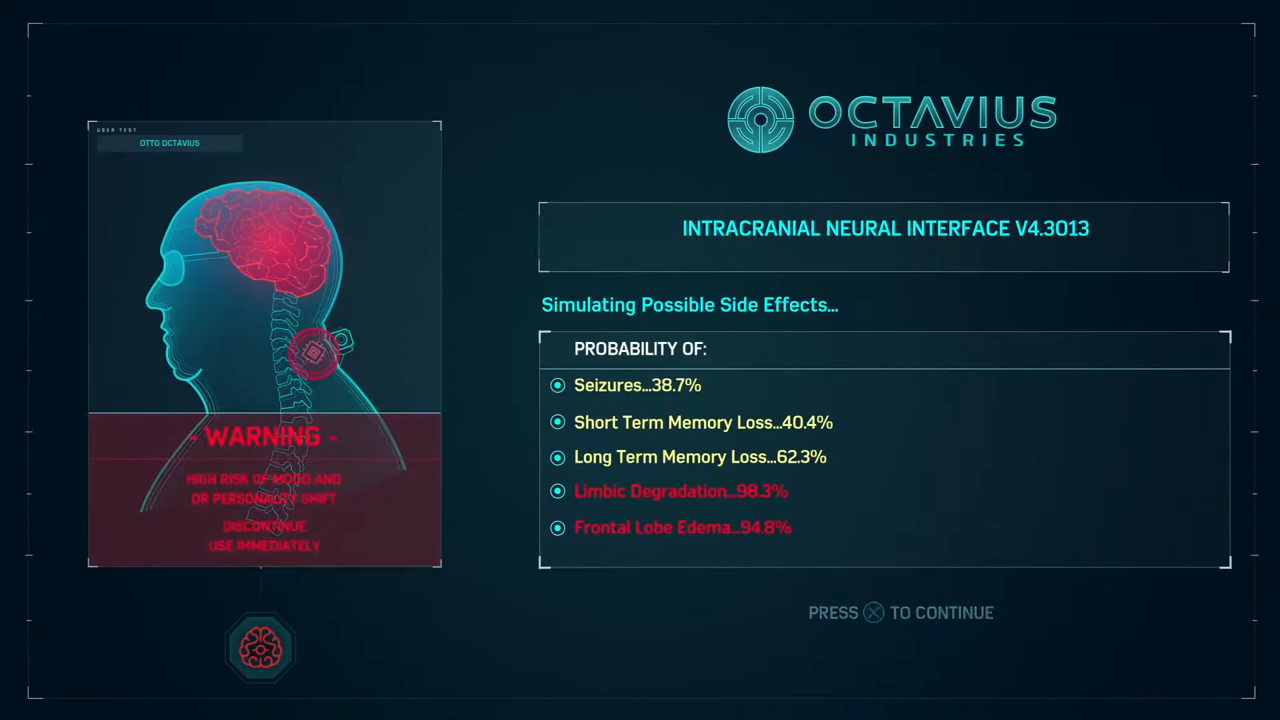 USER TEST
OTTO OCTAVIUS
- WARNING -
HIGH RISK OF MOOD AND
OR PERSONALITY SHIFT
DISCONTINUE
USE IMMEDIATELY
OCTAVIUS
INDUSTRIES
INTRACRANIAL NEURAL INTERFACE V4.3013
Simulating Possible Side Effects...
PROBABILITY OF:
Seizures...38.7%
Short Term Memory Loss...40.4%
Long Term Memory Loss...62.3%
Limbic Degradation...98.3%
Frontal Lobe Edema...94.8%
PRESS X TO CONTINUE